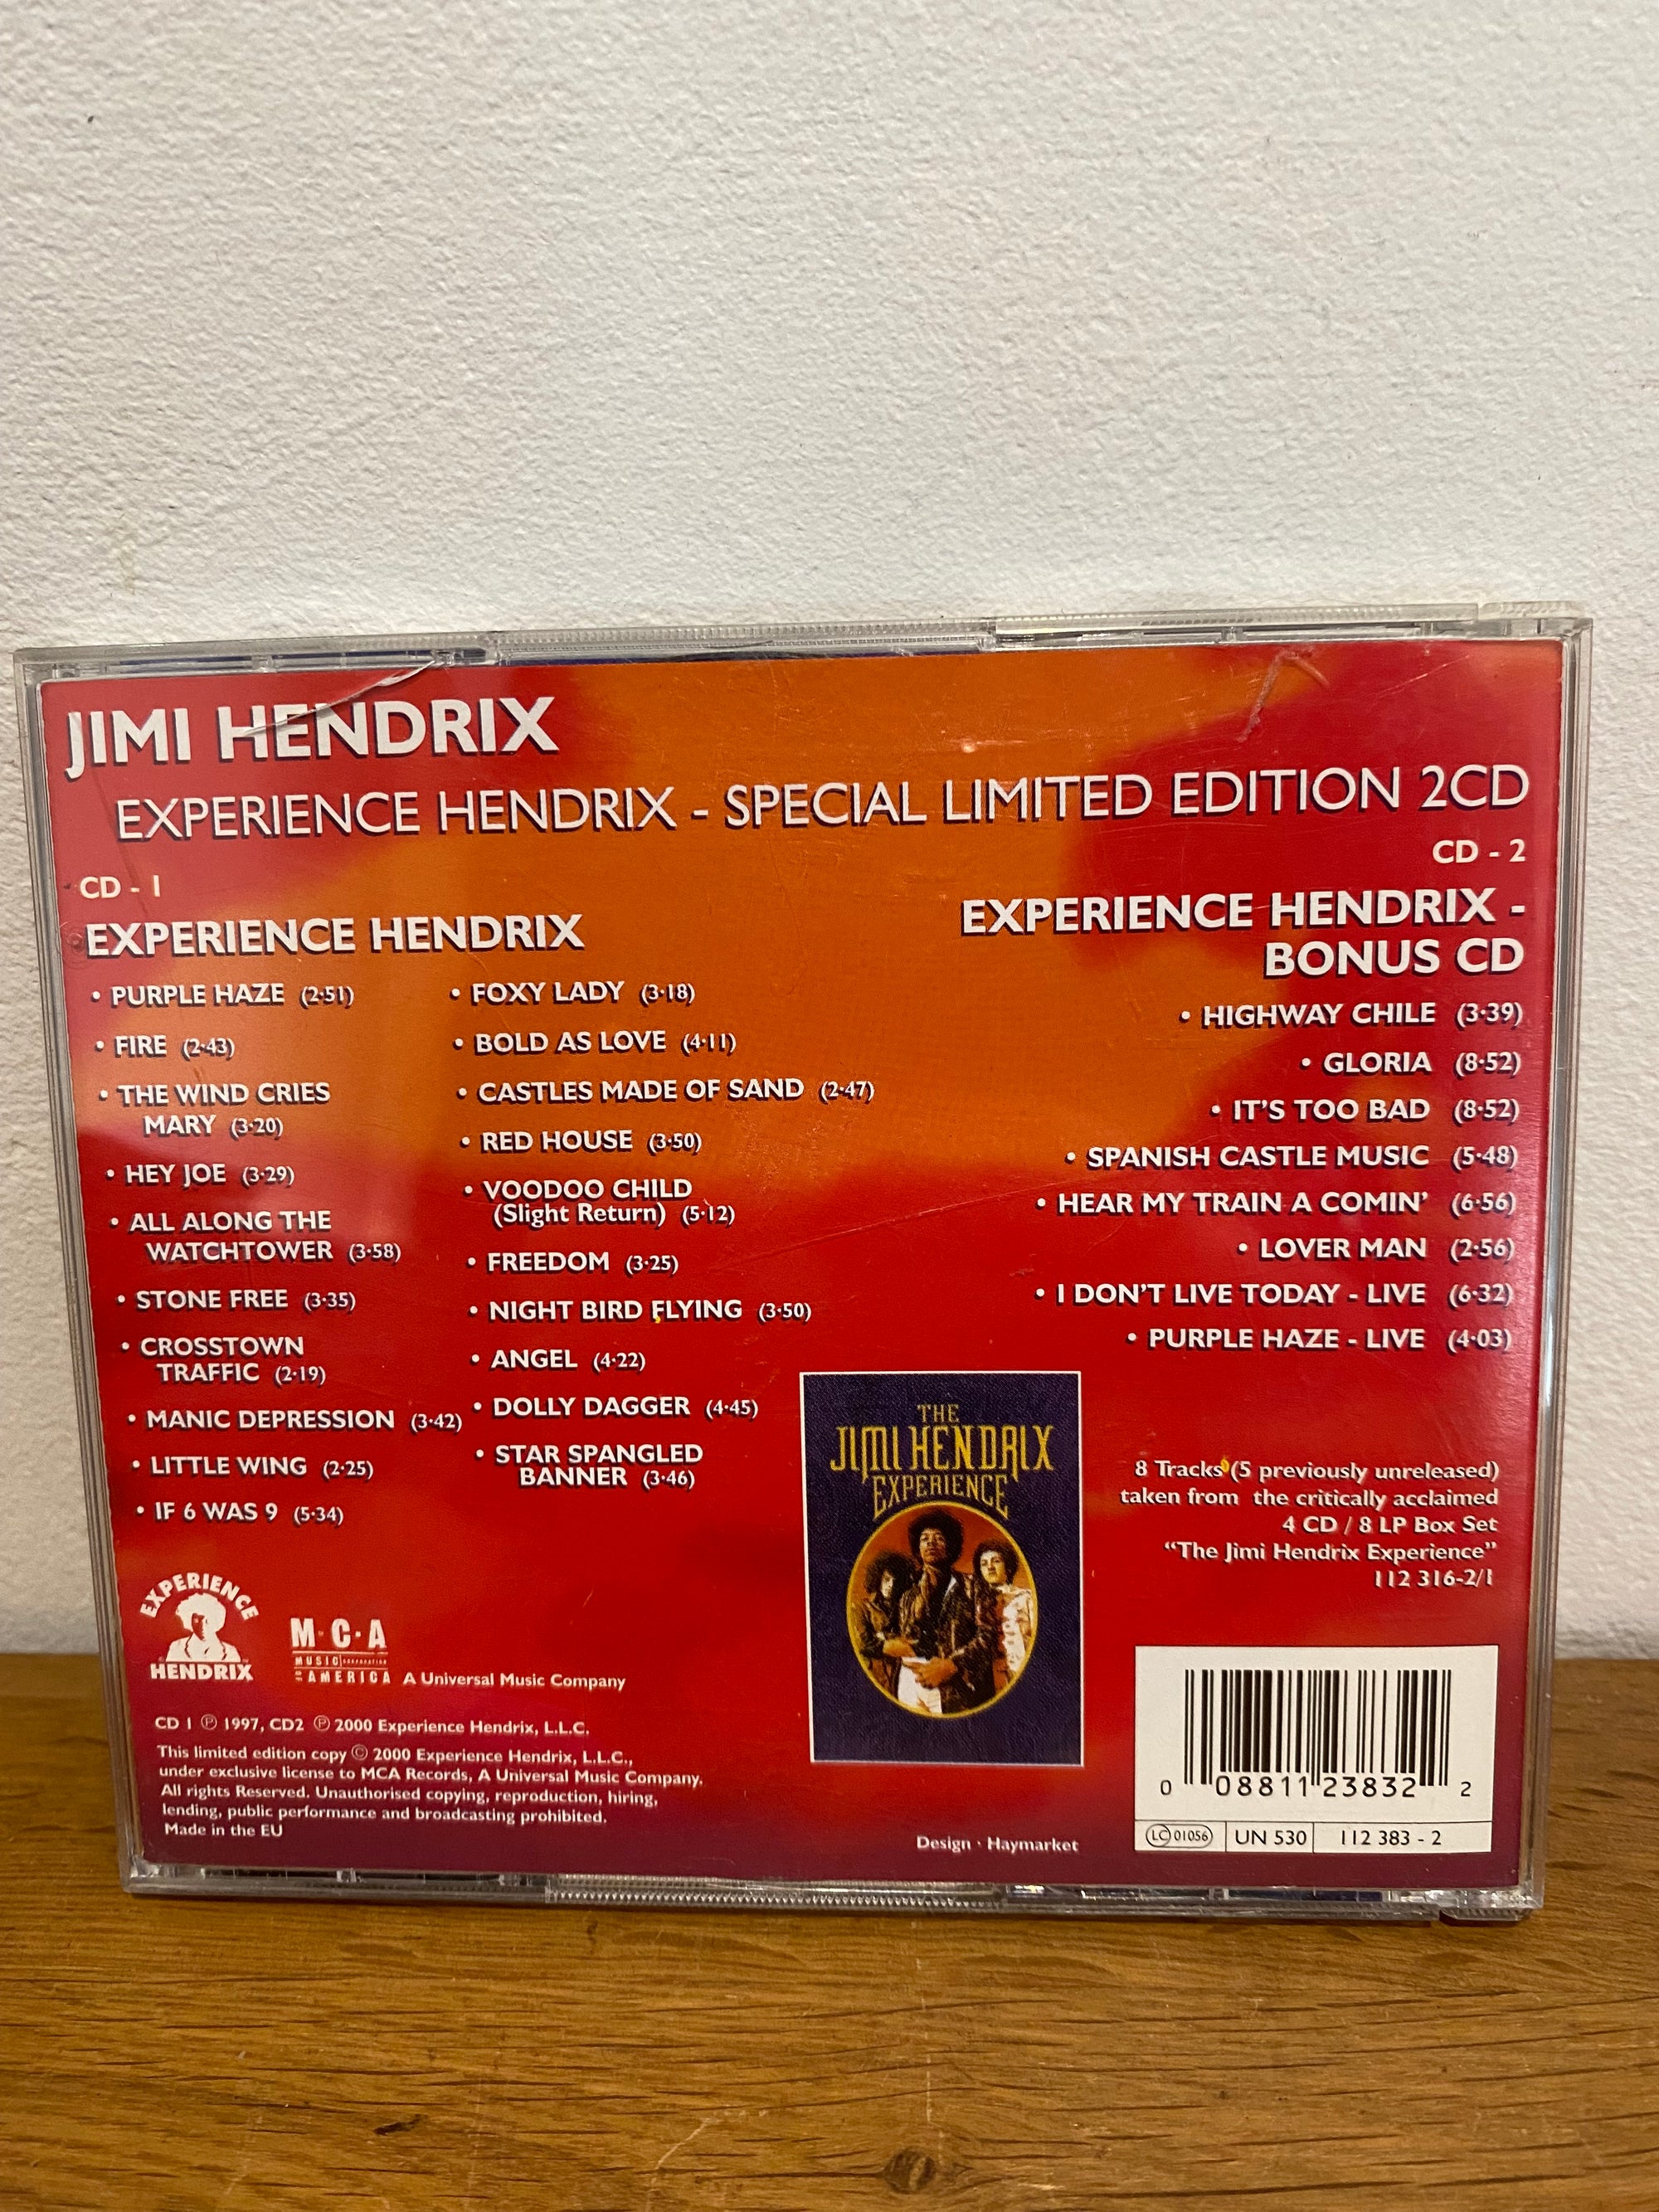 JIMI HENDRIX
EXPERIENCE HENDRIX - SPECIAL LIMITED EDITION 2CD
CD - 1
EXPERIENCE HENDRIX
• PURPLE HAZE (2·51)
• FIRE (2·43)
• THE WIND CRIES
MARY (3·20)
• HEY JOE (3·29)
• ALL ALONG THE
WATCHTOWER (3·58)
• STONE FREE (3·35)
• CROSSTOWN
TRAFFIC (2·19)
• MANIC DEPRESSION (3·42)
• LITTLE WING (2·25)
• IF 6 WAS 9 (5·34)
• FOXY LADY (3·18)
• BOLD AS LOVE (4·11)
• CASTLES MADE OF SAND (2·47)
• RED HOUSE (3·50)
• VOODOO CHILD
(Slight Return) (5·12)
• FREEDOM (3·25)
• NIGHT BIRD FLYING (3·50)
• ANGEL (4·22)
• DOLLY DAGGER (4·45)
• STAR SPANGLED
BANNER (3·46)
CD - 2
EXPERIENCE HENDRIX -
BONUS CD
• HIGHWAY CHILE (3·39)
• GLORIA (8·52)
• IT'S TOO BAD (8·52)
• SPANISH CASTLE MUSIC (5·48)
• HEAR MY TRAIN A COMIN' (6·56)
• LOVER MAN (2·56)
• I DON'T LIVE TODAY - LIVE (6·32)
• PURPLE HAZE - LIVE (4·03)
THE
JIMI HENDRIX
EXPERIENCE
8 Tracks (5 previously unreleased)
taken from the critically acclaimed
4 CD / 8 LP Box Set
"The Jimi Hendrix Experience"
112 316-2/1
EXPERIENCE
HENDRIX
M·C·A
MUSIC CORPORATION
OF AMERICA
A Universal Music Company
CD 1 ℗ 1997, CD2 ℗ 2000 Experience Hendrix, L.L.C.
This limited edition copy © 2000 Experience Hendrix, L.L.C.,
under exclusive license to MCA Records, A Universal Music Company.
All rights Reserved. Unauthorised copying, reproduction, hiring,
lending, public performance and broadcasting prohibited.
Made in the EU
Design · Haymarket
0 08811 23832 2
LC 01056 UN 530 112 383 - 2